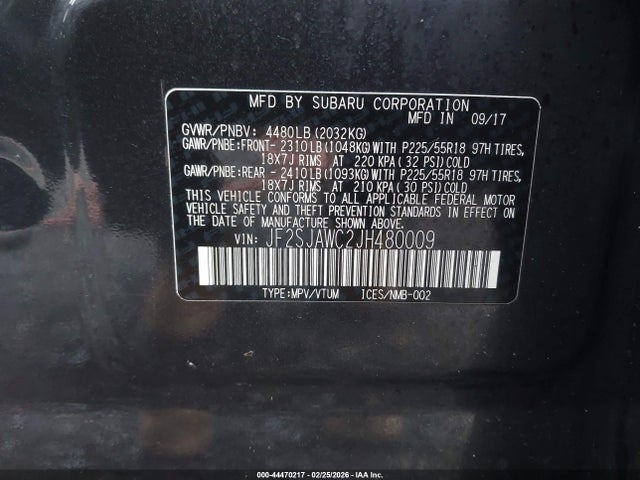 MFD BY SUBARU CORPORATION
MFD IN 09/17
GVWR/PNBV: 4480LB(2032KG)
GAWR/PNBE:FRONT- 2310LB(1048KG)WITH P225/55R18 97H TIRES,
18X7J RIMS AT 220 KPA(32 PSI)COLD
GAWR/PNBE:REAR - 2410LB(1093KG)WITH P225/55R18 97H TIRES,
18X7J RIMS AT 210 KPA(30 PSI)COLD
THIS VEHICLE CONFORMS TO ALL APPLICABLE FEDERAL MOTOR
VEHICLE SAFETY AND THEFT PREVENTION STANDARDS IN EFFECT
ON THE DATE OF MANUFACTURE SHOWN ABOVE.
VIN: JF2SJAWC2JH480009
TYPE:MPV/VTUM ICES/NMB-002
000-44470217 - 02/25/2026 - IAAI Inc.